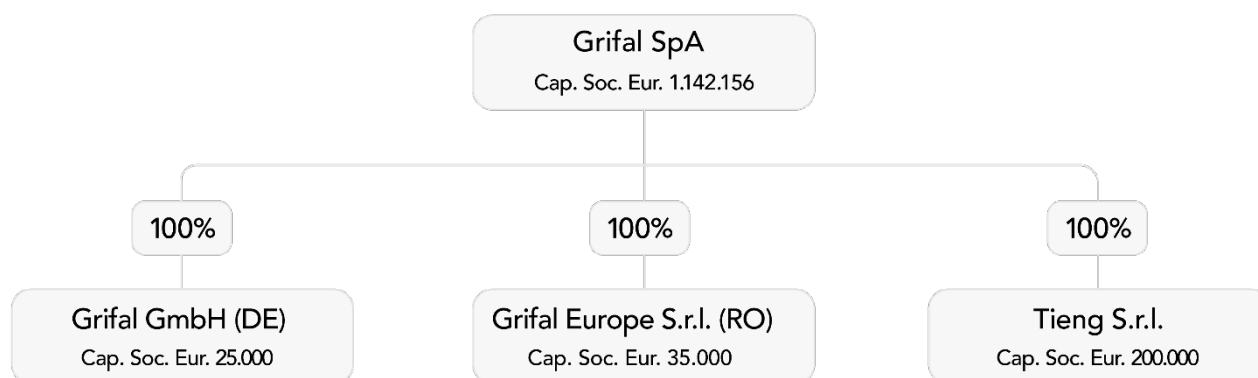 Grifal SpA
Cap. Soc. Eur. 1.142.156
100%
100%
100%
Grifal GmbH (DE)
Cap. Soc. Eur. 25.000
Grifal Europe S.r.l. (RO)
Cap. Soc. Eur. 35.000
Tieng S.r.l.
Cap. Soc. Eur. 200.000